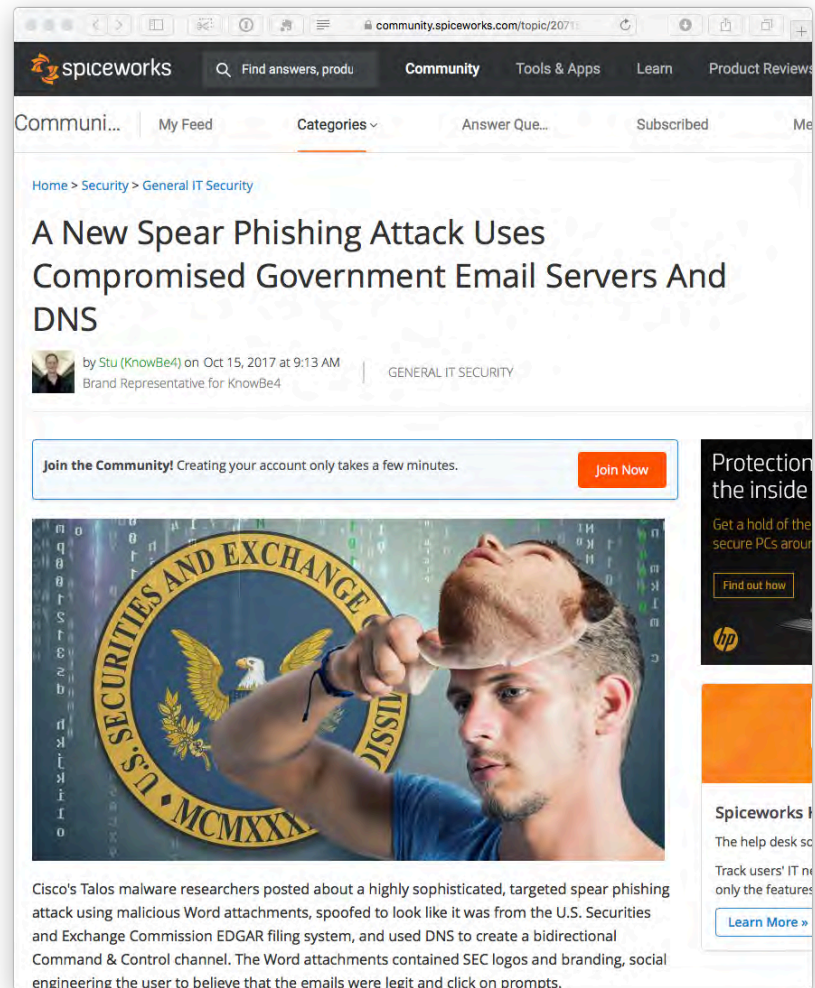 community.spiceworks.com/topic/2071
spiceworks
Find answers, produ
Community
Tools & Apps
Learn
Product Reviews
Communi...
My Feed
Categories
Answer Que...
Subscribed
Me
Home > Security > General IT Security
A New Spear Phishing Attack Uses
Compromised Government Email Servers And
DNS
by Stu (KnowBe4) on Oct 15, 2017 at 9:13 AM
Brand Representative for KnowBe4
GENERAL IT SECURITY
Join the Community! Creating your account only takes a few minutes.
Join Now
Protection
the inside
Get a hold of the
secure PCs aroun
Find out how
hp
U.S. SECURITIES AND EXCHANGE
MISSION
MCMXXX
Cisco's Talos malware researchers posted about a highly sophisticated, targeted spear phishing
attack using malicious Word attachments, spoofed to look like it was from the U.S. Securities
and Exchange Commission EDGAR filing system, and used DNS to create a bidirectional
Command & Control channel. The Word attachments contained SEC logos and branding, social
engineering the user to believe that the emails were legit and click on prompts.
Spiceworks
The help desk so
Track users' IT ne
only the features
Learn More »